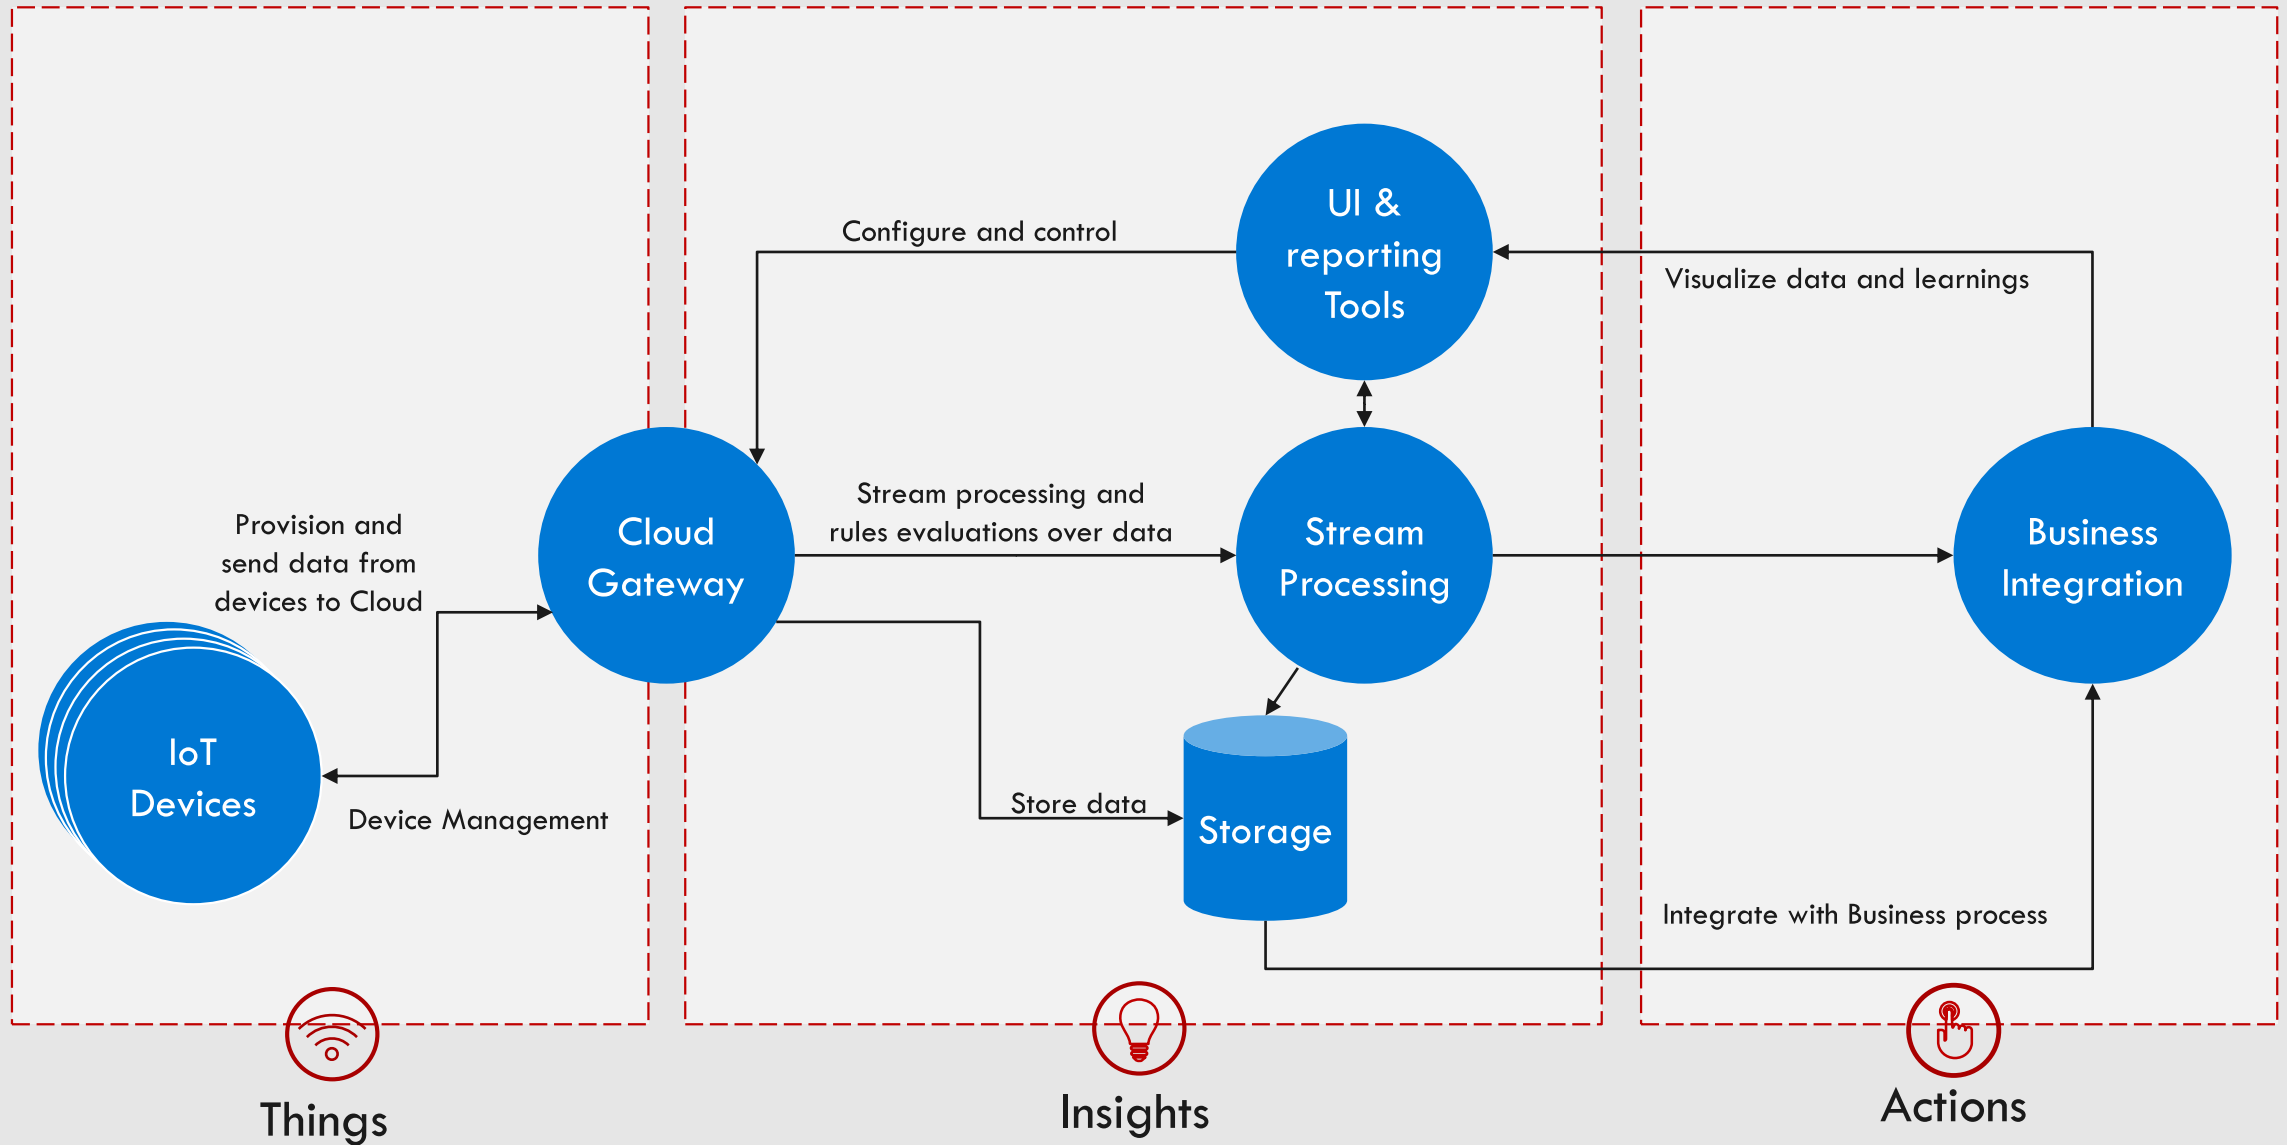 UI &
reporting
Tools
Configure and control
Visualize data and learnings
Stream processing and
rules evaluations over data
Provision and
send data from
devices to Cloud
Cloud
Gateway
Stream
Processing
Business
Integration
IoT
Devices
Device Management
Store data
Storage
Integrate with Business process
Things
Insights
Actions